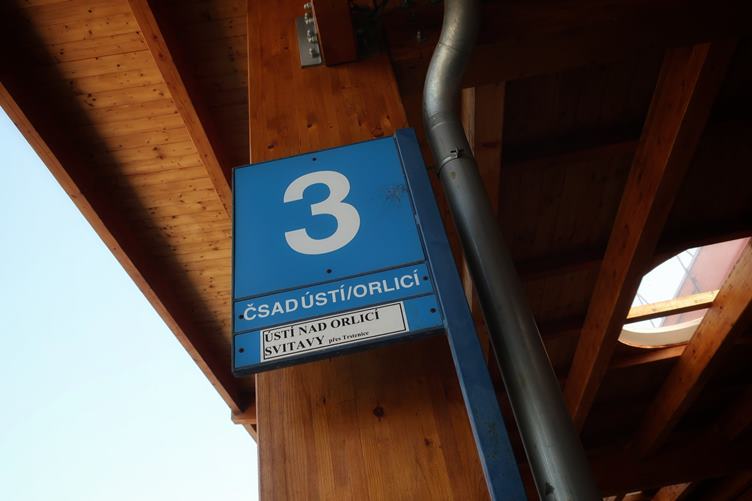 3
ČSAD ÚSTÍ/ORLICÍ
ÚSTÍ NAD ORLICÍ
SVITAVY přes Trstenice